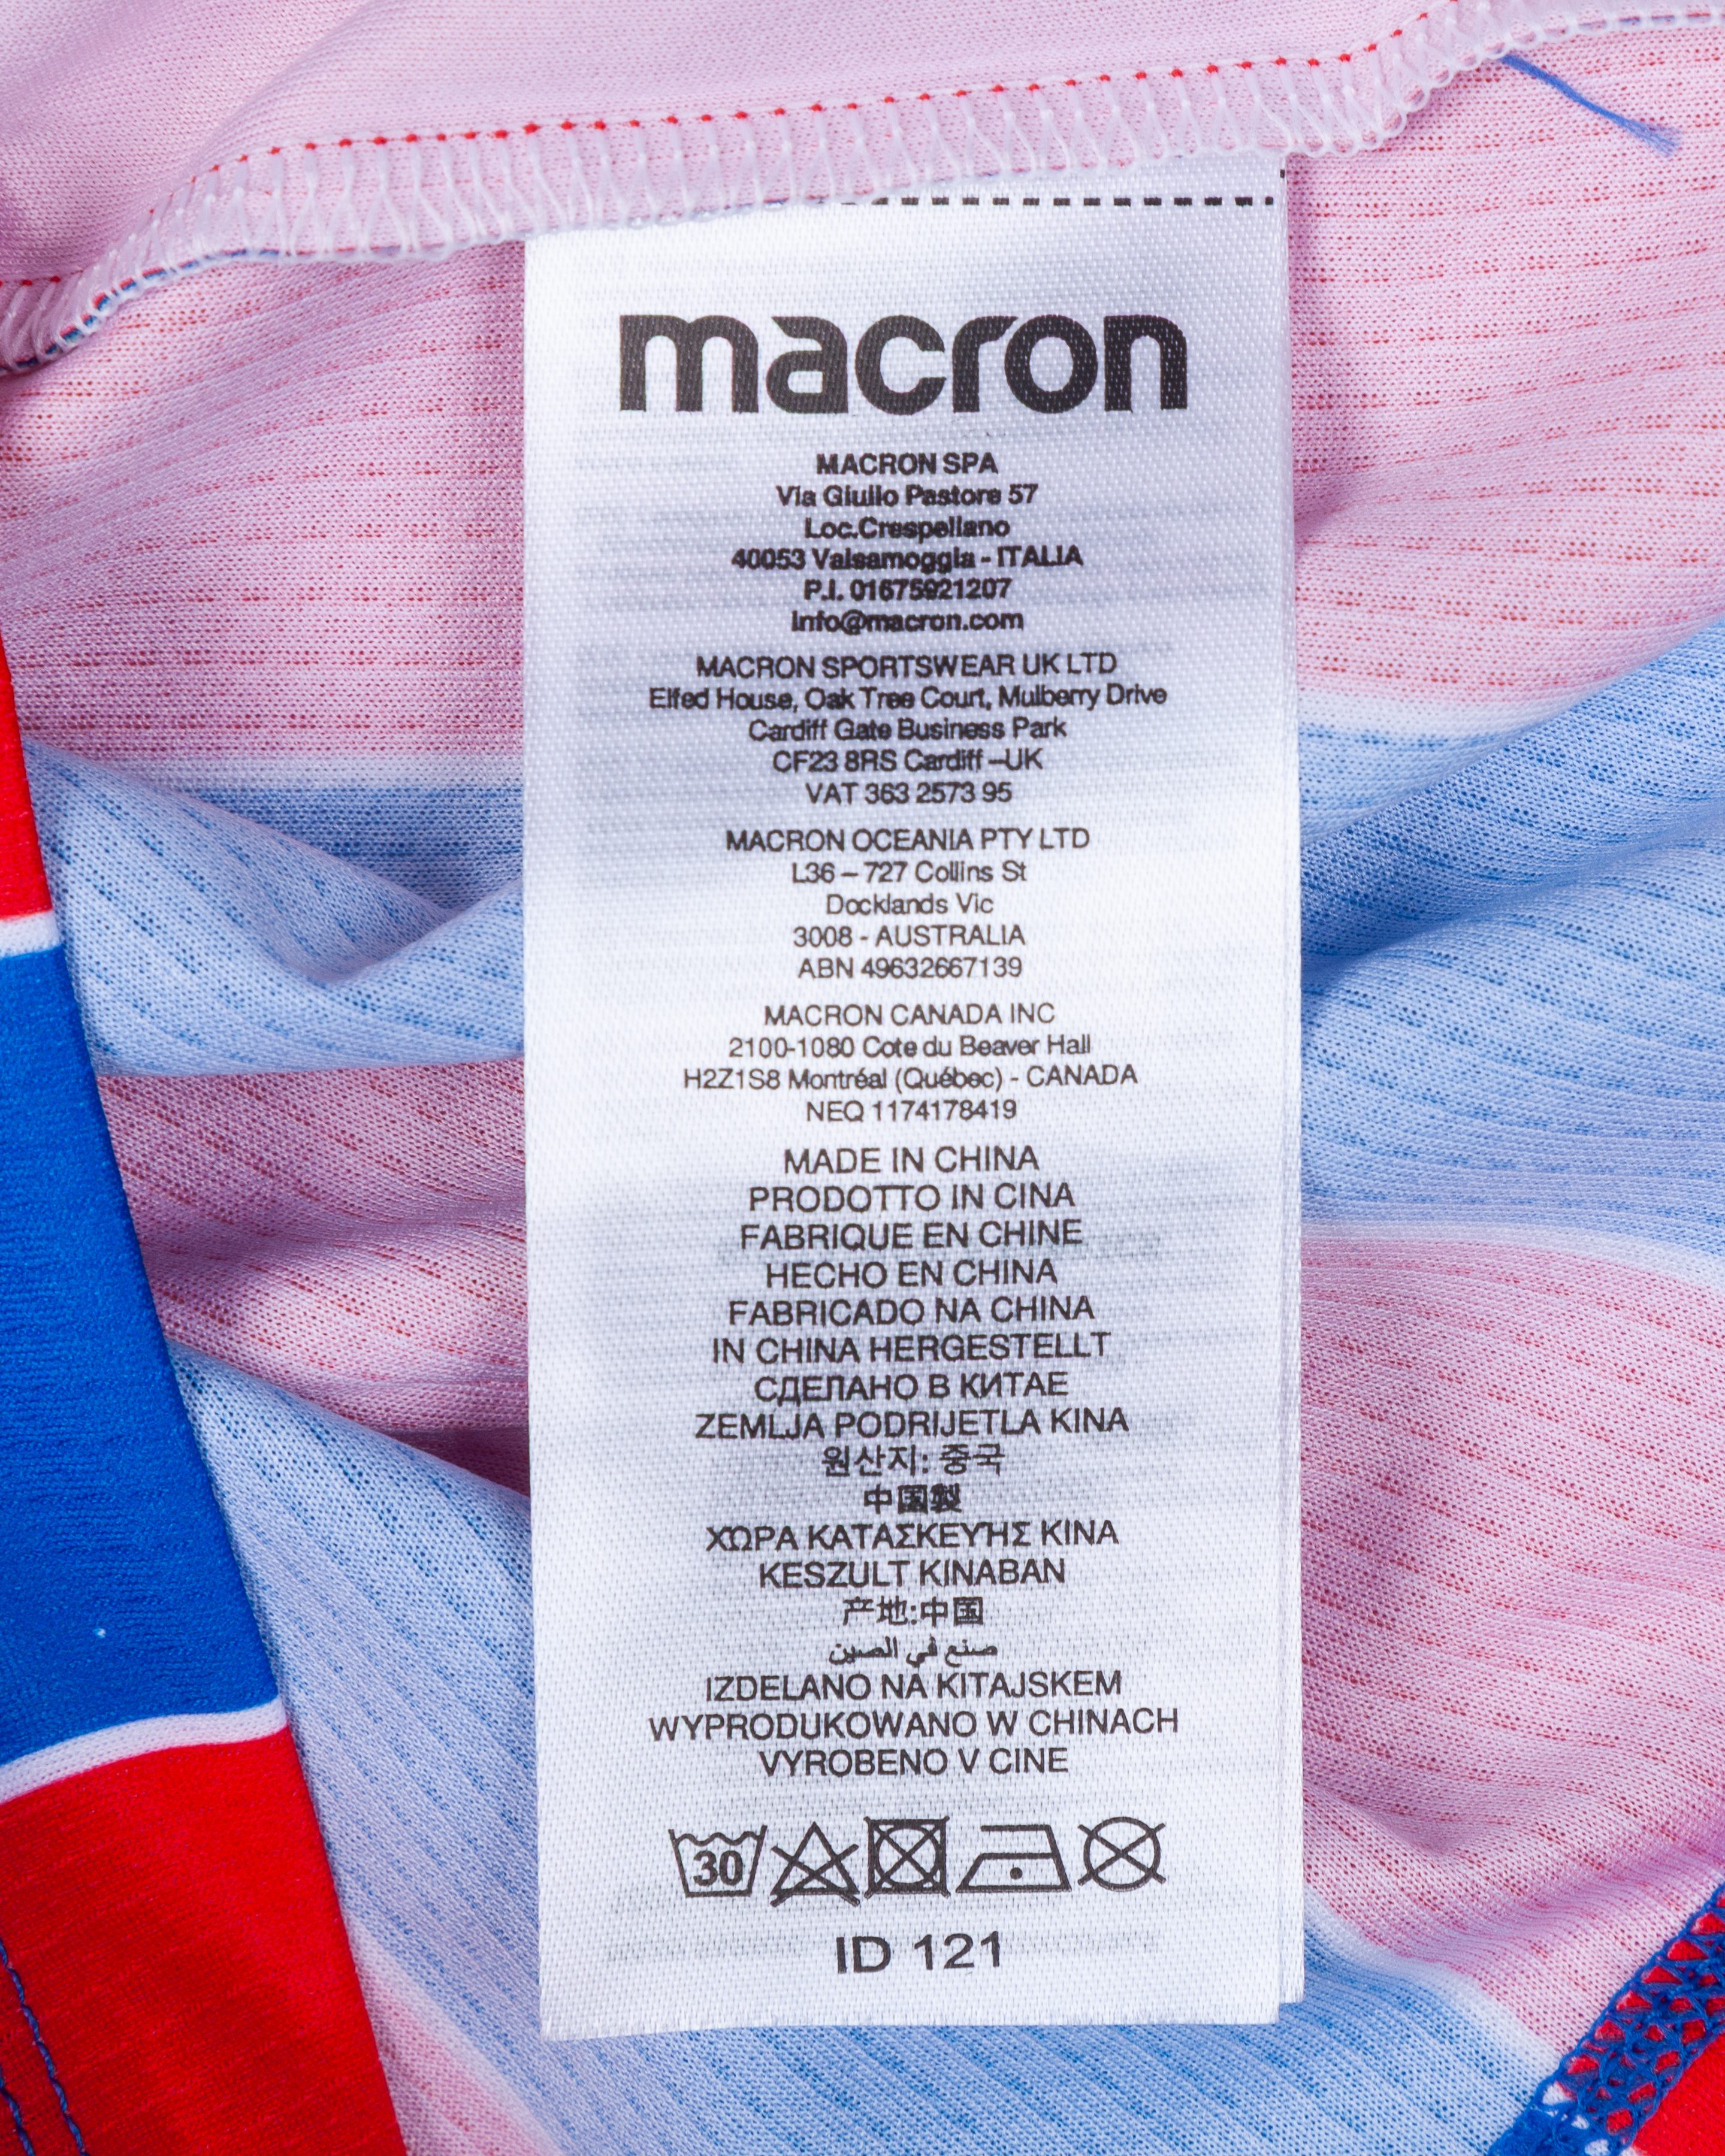 macron
MACRON SPA
Via Giulio Pastore 57
Loc.Crespellano
40053 Valsamoggia - ITALIA
P.I. 01675921207
info@macron.com
MACRON SPORTSWEAR UK LTD
Elfed House, Oak Tree Court, Mulberry Drive
Cardiff Gate Business Park
CF23 8RS Cardiff –UK
VAT 363 2573 95
MACRON OCEANIA PTY LTD
L36 – 727 Collins St
Docklands Vic
3008 - AUSTRALIA
ABN 49632667139
MACRON CANADA INC
2100-1080 Cote du Beaver Hall
H2Z1S8 Montréal (Québec) - CANADA
NEQ 1174178419
MADE IN CHINA
PRODOTTO IN CINA
FABRIQUE EN CHINE
HECHO EN CHINA
FABRICADO NA CHINA
IN CHINA HERGESTELLT
СДЕЛАНО В КИТАЕ
ZEMLJA PODRIJETLA KINA
원산지: 중국
中国製
ΧΏΡΑ ΚΑΤΑΣΚΕΥΉΣ ΚΙΝΑ
KESZULT KINABAN
产地:中国
صنع في الصين
IZDELANO NA KITAJSKEM
WYPRODUKOWANO W CHINACH
VYROBENO V CINE
30
ID 121